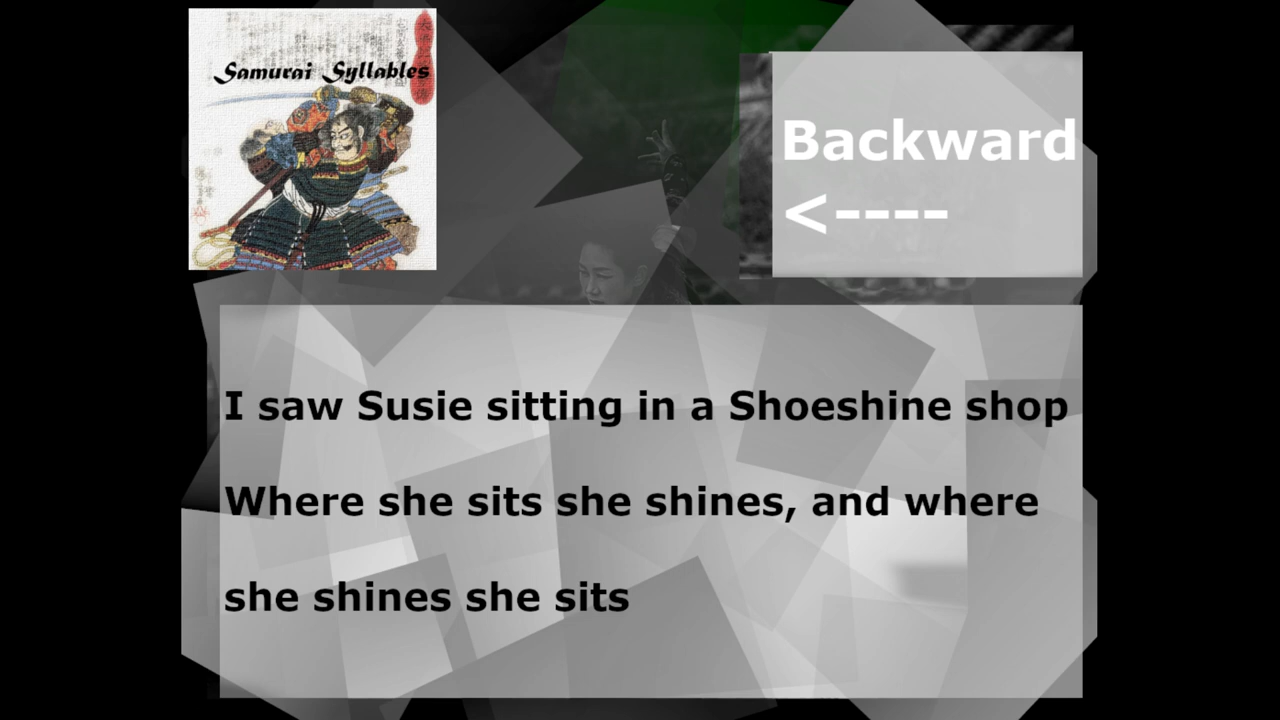 Samurai Syllables
Backward
<----
I saw Susie sitting in a Shoeshine shop
Where she sits she shines, and where
she shines she sits